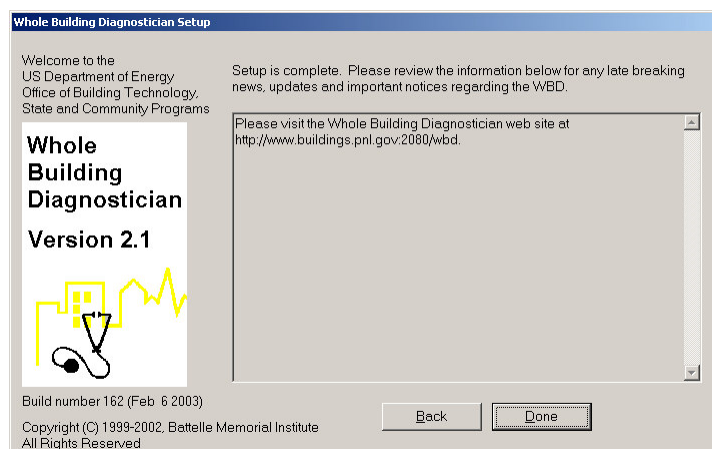 Whole Building Diagnostician Setup
Welcome to the
US Department of Energy
Office of Building Technology,
State and Community Programs
Whole
Building
Diagnostician
Version 2.1
Build number 162 (Feb  6 2003)
Copyright (C) 1999-2002, Battelle Memorial Institute
All Rights Reserved
Setup is complete.  Please review the information below for any late breaking
news, updates and important notices regarding the WBD.
Please visit the Whole Building Diagnostician web site at
http://www.buildings.pnl.gov:2080/wbd.
Back
Done